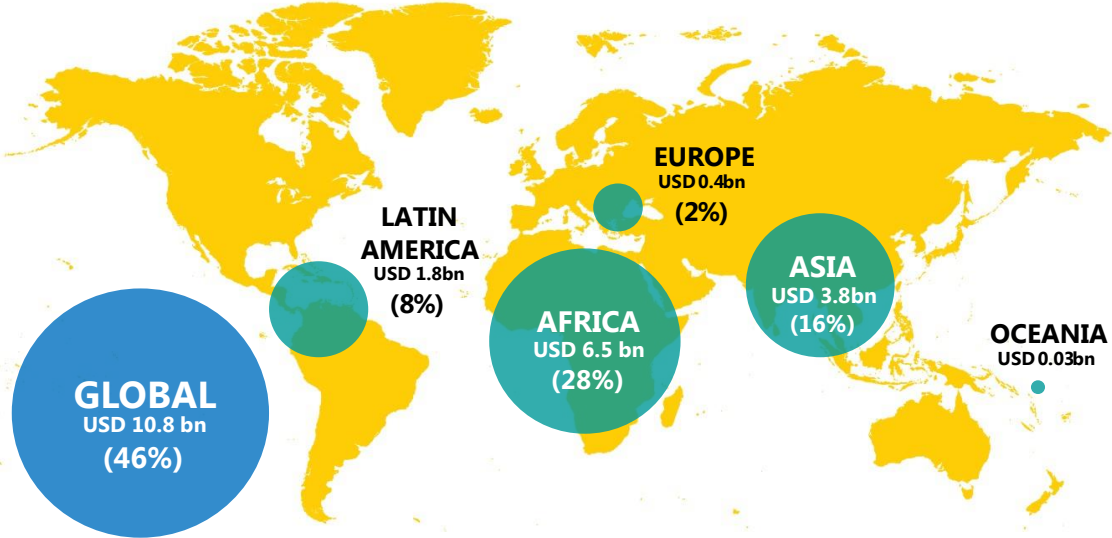 EUROPE
USD 0.4bn
(2%)
LATIN
AMERICA
USD 1.8bn
(8%)
ASIA
USD 3.8bn
(16%)
AFRICA
USD 6.5 bn
(28%)
OCEANIA
USD 0.03bn
GLOBAL
USD 10.8 bn
(46%)